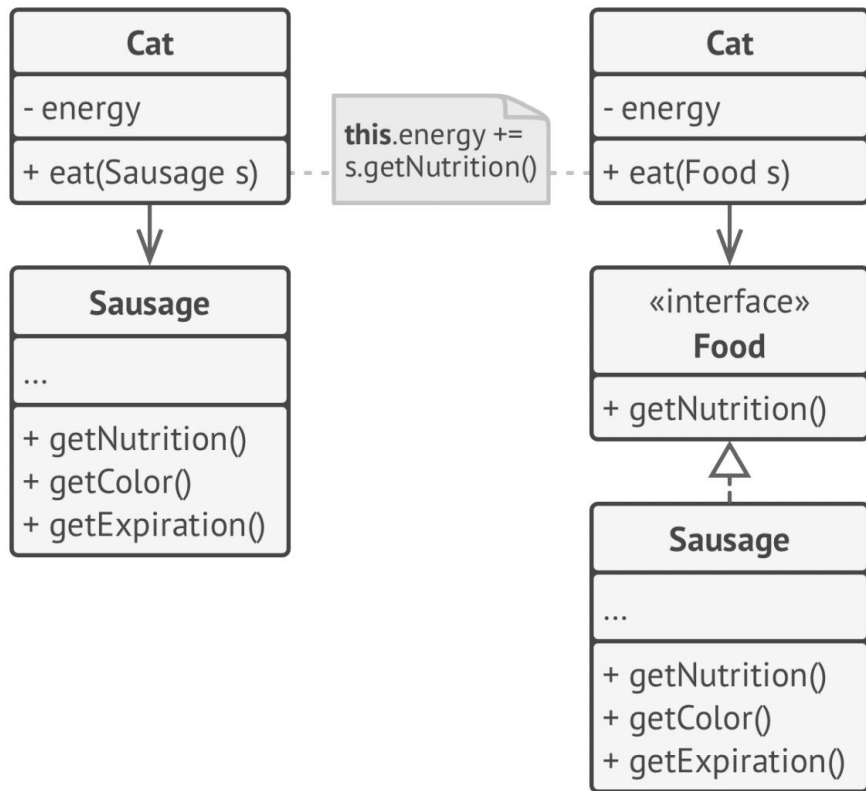 Cat
- energy
+ eat(Sausage s)
Sausage
...
+ getNutrition()
+ getColor()
+ getExpiration()
this.energy +=
s.getNutrition()
Cat
- energy
+ eat(Food s)
«interface»
Food
+ getNutrition()
Sausage
...
+ getNutrition()
+ getColor()
+ getExpiration()